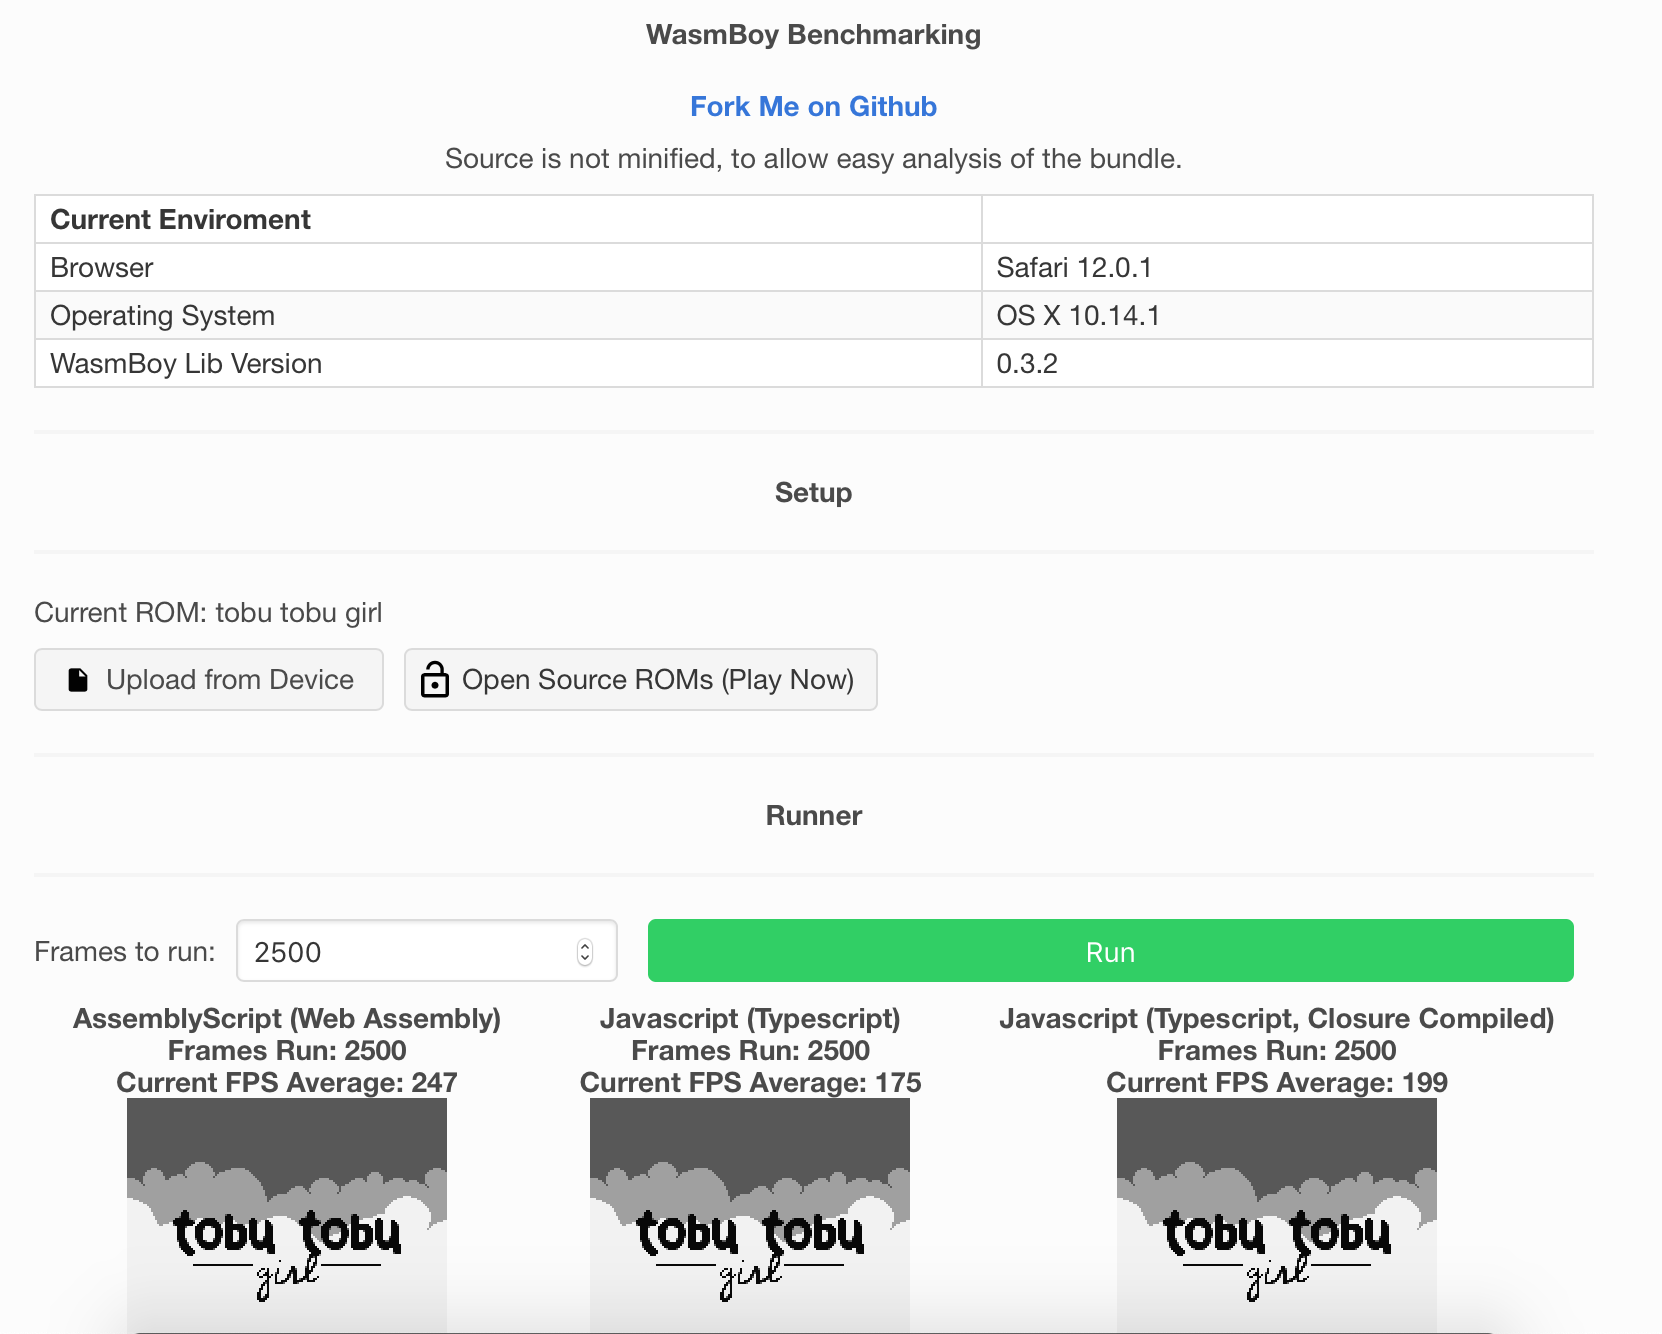 WasmBoy Benchmarking
Fork Me on Github
Source is not minified, to allow easy analysis of the bundle.
Current Enviroment
Browser Safari 12.0.1
Operating System OS X 10.14.1
WasmBoy Lib Version 0.3.2
Setup
Current ROM: tobu tobu girl
Upload from Device Open Source ROMs (Play Now)
Runner
Frames to run: 2500 Run
AssemblyScript (Web Assembly) Javascript (Typescript) Javascript (Typescript, Closure Compiled)
Frames Run: 2500 Frames Run: 2500 Frames Run: 2500
Current FPS Average: 247 Current FPS Average: 175 Current FPS Average: 199
tobu tobu tobu tobu tobu tobu
girl girl girl